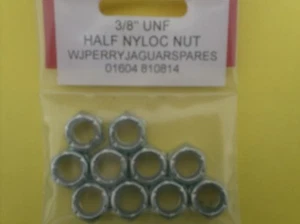 3/8" UNF
HALF NYLOC NUT
WJPERRYJAGUARSPARES
01604 810814